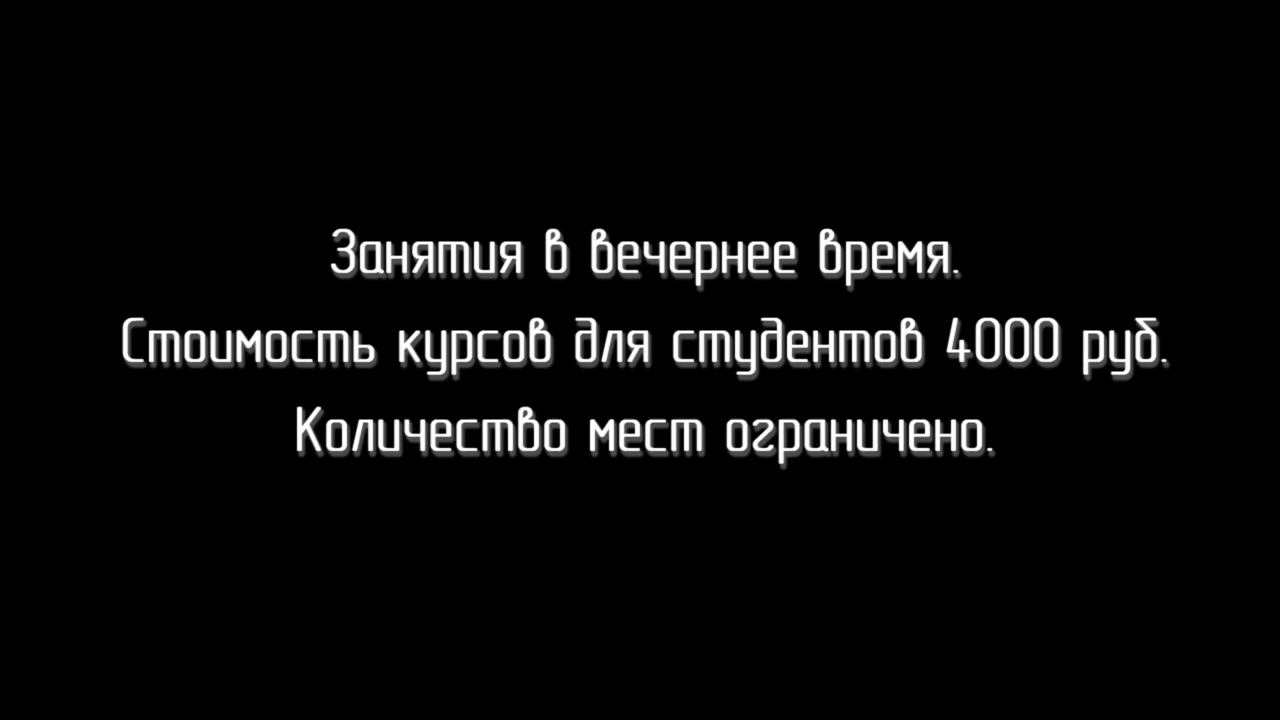 Занятия в вечернее время.
Стоимость курсов для студентов 4000 руб.
Количество мест ограничено.